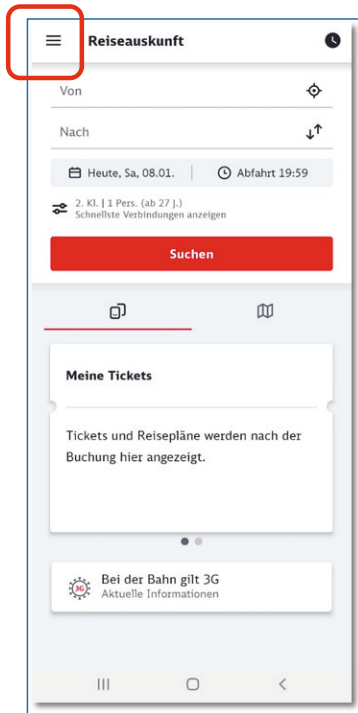 Reiseauskunft
Von
Nach
Heute, Sa, 08.01.
Abfahrt 19:59
2. Kl. | 1 Pers. (ab 27 J.)
Schnellste Verbindungen anzeigen
Suchen
Meine Tickets
Tickets und Reisepläne werden nach der
Buchung hier angezeigt.
3G
Bei der Bahn gilt 3G
Aktuelle Informationen